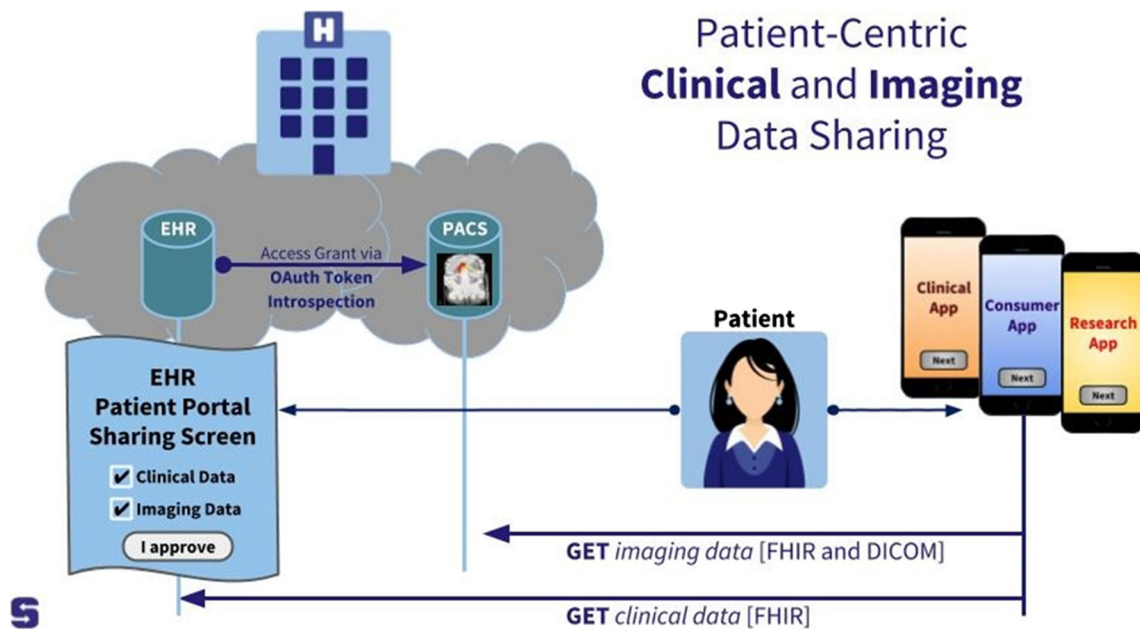 H
Patient-Centric
Clinical and Imaging
Data Sharing
EHR
PACS
Access Grant via
OAuth Token
Introspection
Patient
Clinical
App
Next
Consumer
App
Next
Research
App
Next
EHR
Patient Portal
Sharing Screen
✔ Clinical Data
✔ Imaging Data
I approve
GET imaging data [FHIR and DICOM]
GET clinical data [FHIR]
S